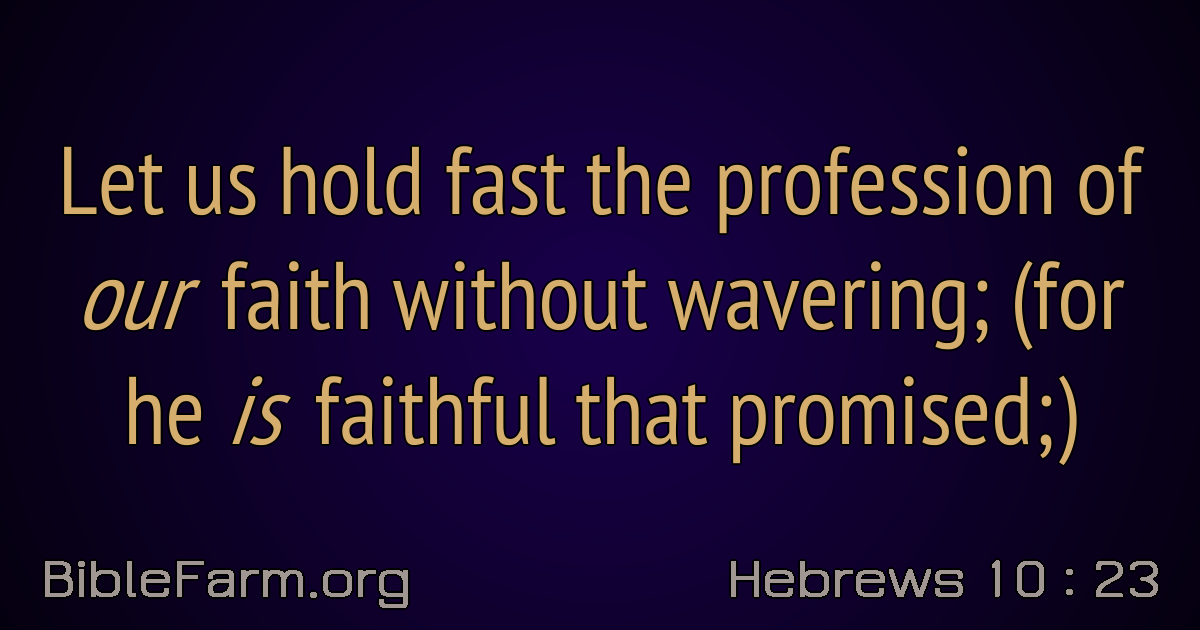 Let us hold fast the profession of
our faith without wavering; (for
he is faithful that promised;)
BibleFarm.org
Hebrews 10 : 23